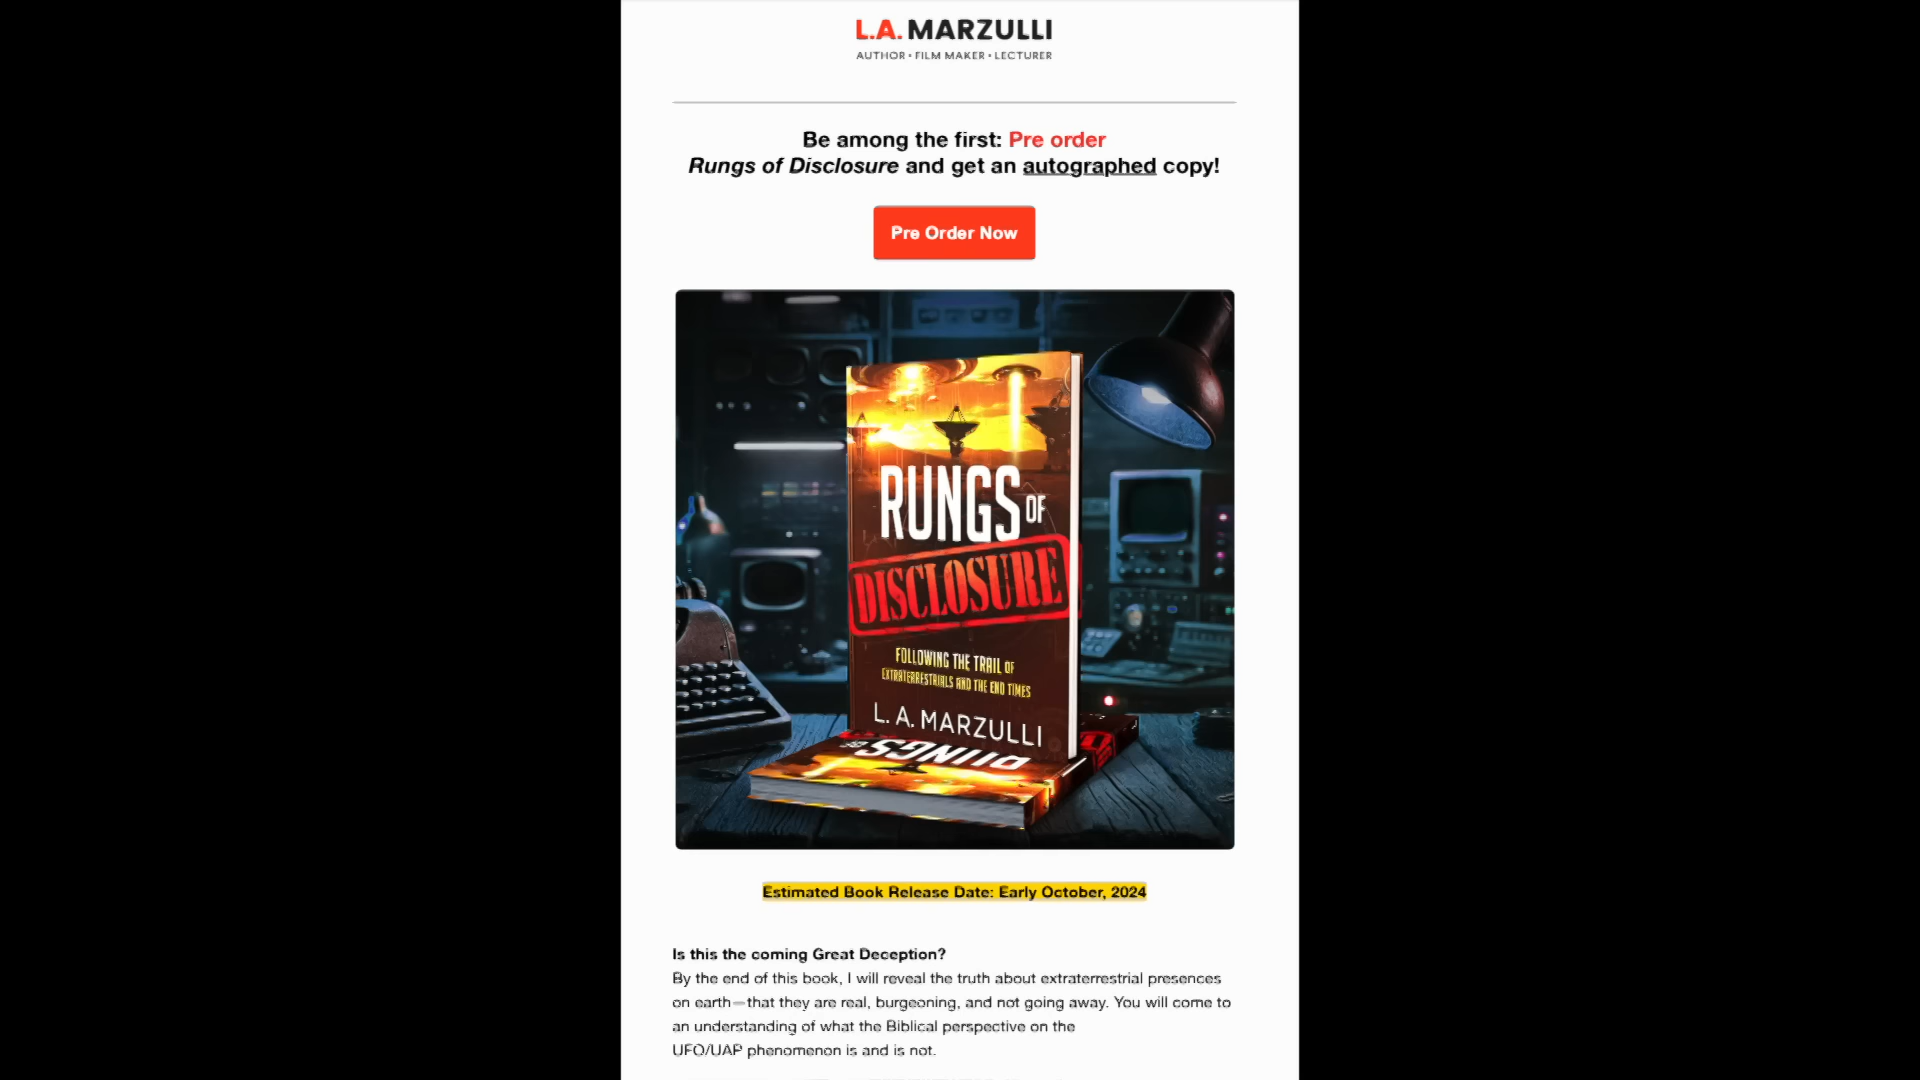 L.A. MARZULLI
AUTHOR • FILM MAKER • LECTURER
Be among the first: Pre order
Rungs of Disclosure and get an autographed copy!
Pre Order Now
RUNGS OF
DISCLOSURE
FOLLOWING THE TRAIL OF
EXTRATERRESTRIALS AND THE END TIMES
L. A. MARZULLI
RUNGS OF
Estimated Book Release Date: Early October, 2024
Is this the coming Great Deception?
By the end of this book, I will reveal the truth about extraterrestrial presences
on earth—that they are real, burgeoning, and not going away. You will come to
an understanding of what the Biblical perspective on the
UFO/UAP phenomenon is and is not.